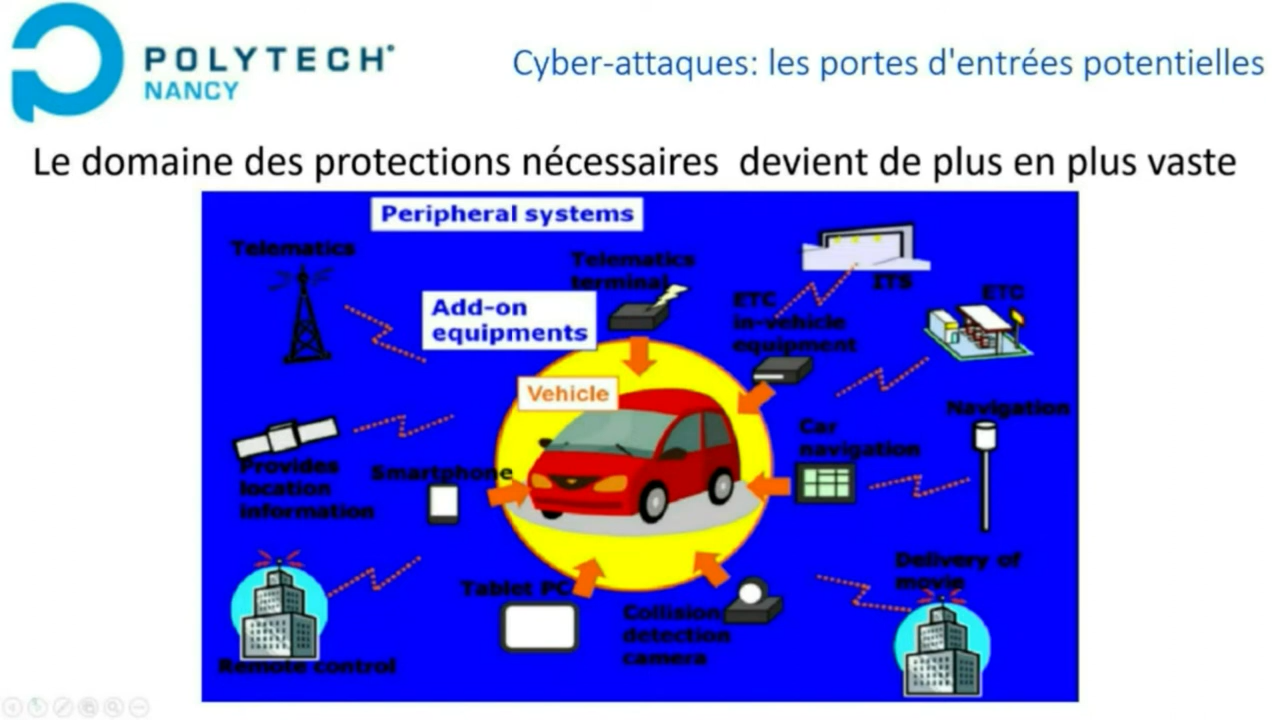 POLYTECH
NANCY
Cyber-attaques: les portes d'entrées potentielles
Le domaine des protections nécessaires devient de plus en plus vaste
Peripheral systems
Telematics
Telematics
terminal
ITS
ETC
Add-on
equipments
ETC
in-vehicle
equipment
Vehicle
Navigation
Car
navigation
Provides
location
information
Smartphone
Delivery of
movie
Tablet PC
Collision
detection
camera
Remote control